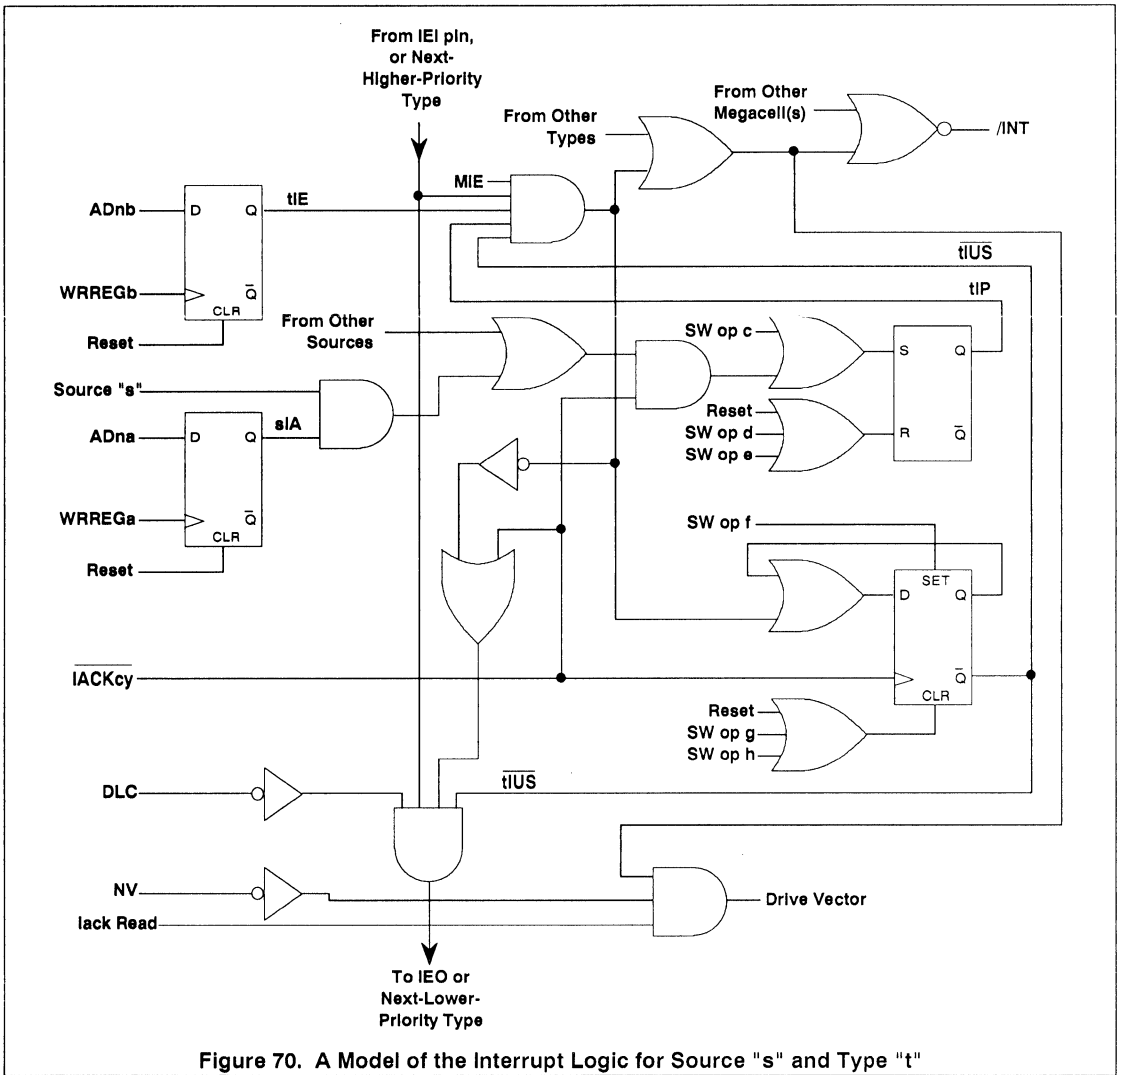 From IEI pin,
or Next-
Higher-Priority
Type
From Other
Types
From Other
Megacell(s)
/INT
MIE
ADnb
D
Q
tIE
WRREGb
Q̅
CLR
Reset
t̅I̅U̅S̅
tIP
From Other
Sources
SW op c
S
Q
Source "s"
Reset
SW op d
SW op e
R
Q̅
ADna
D
Q
sIA
WRREGa
Q̅
CLR
Reset
SW op f
SET
D
Q
I̅A̅C̅K̅c̅y̅
Q̅
CLR
Reset
SW op g
SW op h
DLC
t̅I̅U̅S̅
NV
Iack Read
Drive Vector
To IEO or
Next-Lower-
Priority Type
Figure 70. A Model of the Interrupt Logic for Source "s" and Type "t"